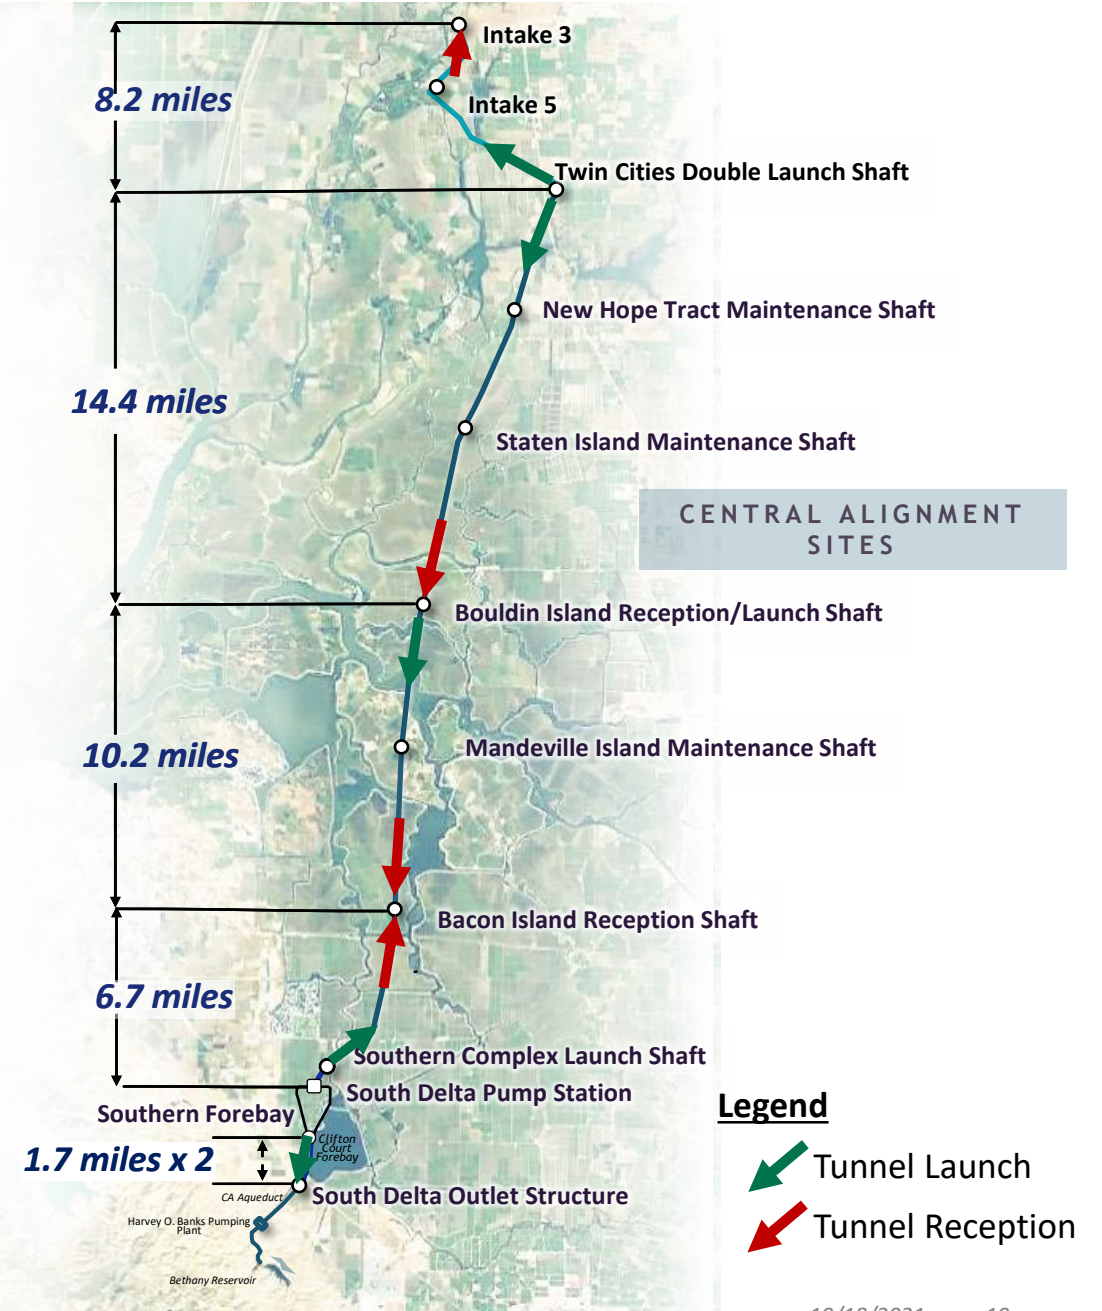 Intake 3
8.2 miles
Intake 5
Twin Cities Double Launch Shaft
New Hope Tract Maintenance Shaft
14.4 miles
Staten Island Maintenance Shaft
CENTRAL ALIGNMENT
SITES
Bouldin Island Reception/Launch Shaft
Mandeville Island Maintenance Shaft
10.2 miles
Bacon Island Reception Shaft
6.7 miles
Southern Complex Launch Shaft
South Delta Pump Station
Southern Forebay
Clifton
Court
Forebay
1.7 miles x 2
CA Aqueduct
South Delta Outlet Structure
Harvey O. Banks Pumping
Plant
Bethany Reservoir
Legend
Tunnel Launch
Tunnel Reception